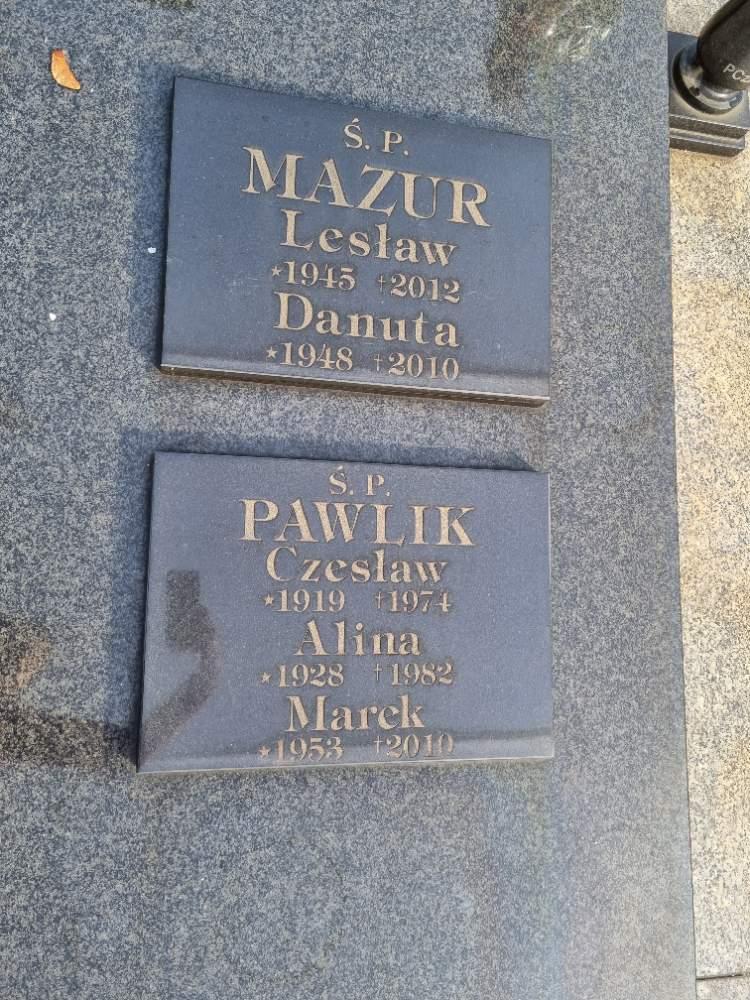 Ś. P.
MAZUR
Lesław
*1945 †2012
Danuta
*1948 †2010
Ś. P.
PAWLIK
Czesław
*1919 †1974
Alina
*1928 †1982
Marek
*1953 †2010